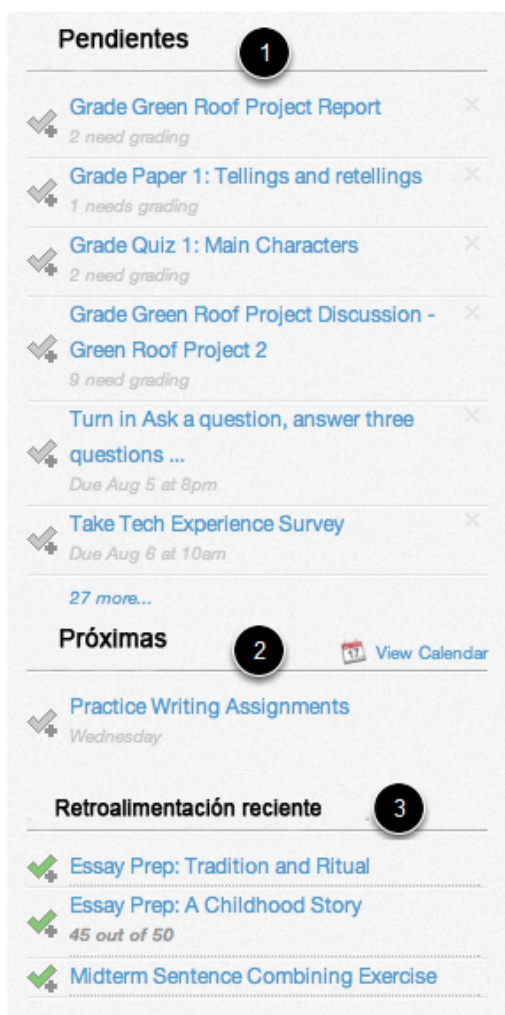 Pendientes 1
Grade Green Roof Project Report
2 need grading
Grade Paper 1: Tellings and retellings
1 needs grading
Grade Quiz 1: Main Characters
2 need grading
Grade Green Roof Project Discussion -
Green Roof Project 2
9 need grading
Turn in Ask a question, answer three
questions ...
Due Aug 5 at 8pm
Take Tech Experience Survey
Due Aug 6 at 10am
27 more...
Próximas 2 17 View Calendar
Practice Writing Assignments
Wednesday
Retroalimentación reciente 3
Essay Prep: Tradition and Ritual
Essay Prep: A Childhood Story
45 out of 50
Midterm Sentence Combining Exercise